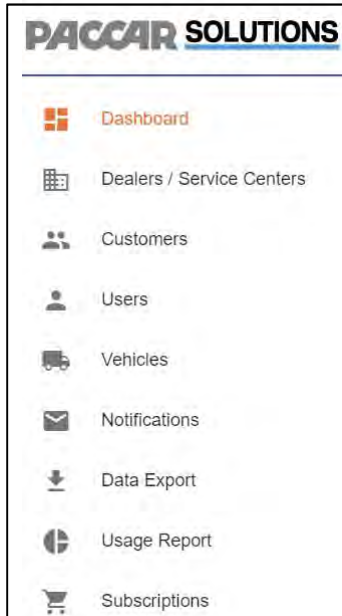 PACCAR SOLUTIONS
Dashboard
Dealers / Service Centers
Customers
Users
Vehicles
Notifications
Data Export
Usage Report
Subscriptions